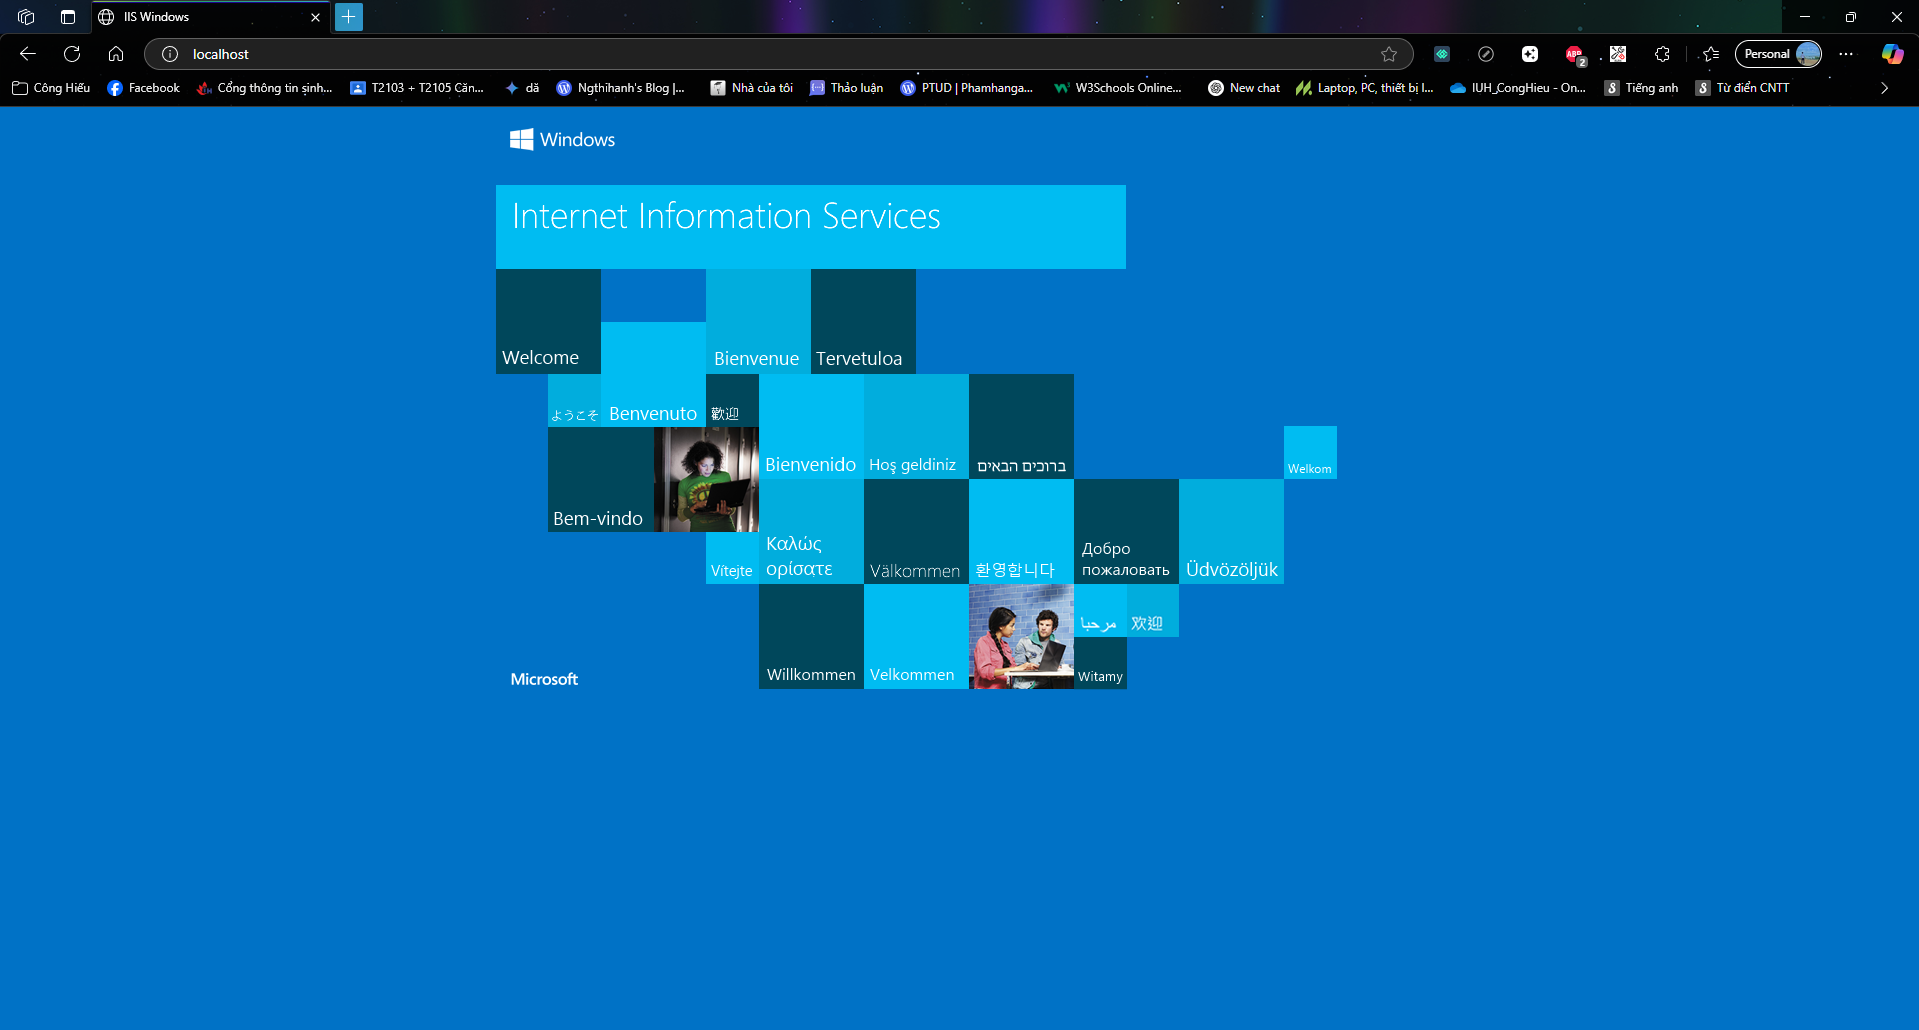 IIS Windows
localhost
Personal
Công Hiếu
Facebook
Cổng thông tin sinh...
T2103 + T2105 Căn...
dã
Ngthihanh's Blog |...
Nhà của tôi
Thảo luận
PTUD | Phamhanga...
W3Schools Online...
New chat
Laptop, PC, thiết bị l...
IUH_CongHieu - On...
Tiếng anh
Từ điển CNTT
ABP
2
Windows
Internet Information Services
Welcome
Bienvenue
Tervetuloa
ようこそ
Benvenuto
歡迎
Bienvenido
Hoş geldiniz
ברוכים הבאים
Welkom
Bem-vindo
Vítejte
Καλώς
ορίσατε
Välkommen
환영합니다
Добро
пожаловать
Üdvözöljük
Willkommen
Velkommen
مرحبا
欢迎
Witamy
Microsoft